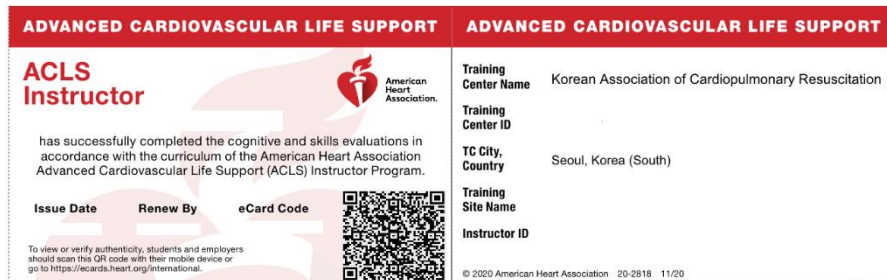 ADVANCED CARDIOVASCULAR LIFE SUPPORT
ACLS
Instructor
American
Heart
Association.
has successfully completed the cognitive and skills evaluations in
accordance with the curriculum of the American Heart Association
Advanced Cardiovascular Life Support (ACLS) Instructor Program.
Issue Date Renew By eCard Code
To view or verify authenticity, students and employers
should scan this QR code with their mobile device or
go to https://ecards.heart.org/international.
ADVANCED CARDIOVASCULAR LIFE SUPPORT
Training
Center Name Korean Association of Cardiopulmonary Resuscitation
Training
Center ID
TC City,
Country Seoul, Korea (South)
Training
Site Name
Instructor ID
© 2020 American Heart Association 20-2818 11/20